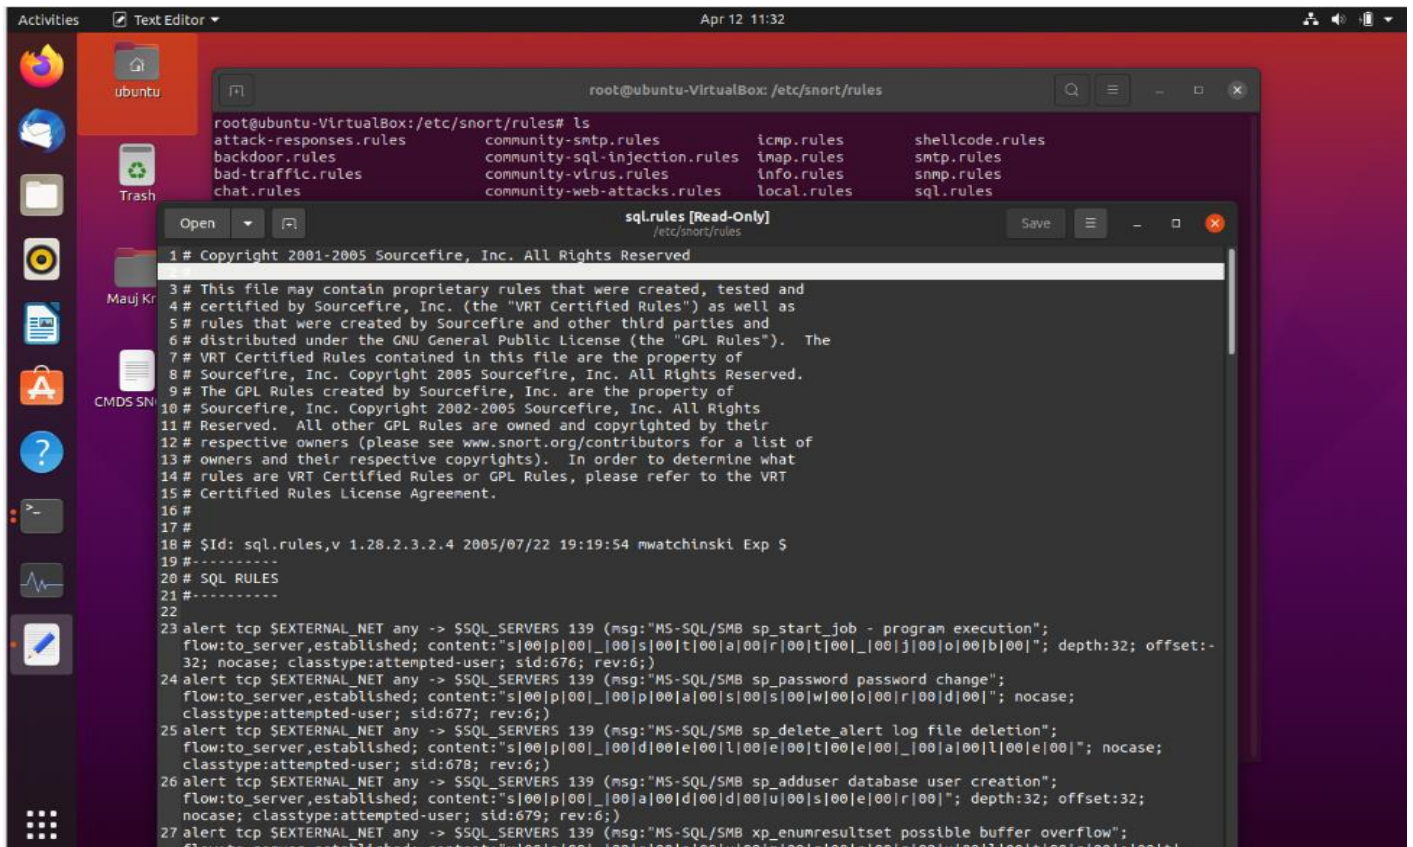 Activities Text Editor Apr 12 11:32
ubuntu
Trash
Mauj Kr
CMDS SN
root@ubuntu-VirtualBox: /etc/snort/rules
root@ubuntu-VirtualBox:/etc/snort/rules# ls
attack-responses.rules community-smtp.rules icmp.rules shellcode.rules
backdoor.rules community-sql-injection.rules imap.rules smtp.rules
bad-traffic.rules community-virus.rules info.rules snmp.rules
chat.rules community-web-attacks.rules local.rules sql.rules
Open sql.rules [Read-Only] Save
/etc/snort/rules
1 # Copyright 2001-2005 Sourcefire, Inc. All Rights Reserved
2 #
3 # This file may contain proprietary rules that were created, tested and
4 # certified by Sourcefire, Inc. (the "VRT Certified Rules") as well as
5 # rules that were created by Sourcefire and other third parties and
6 # distributed under the GNU General Public License (the "GPL Rules").  The
7 # VRT Certified Rules contained in this file are the property of
8 # Sourcefire, Inc. Copyright 2005 Sourcefire, Inc. All Rights Reserved.
9 # The GPL Rules created by Sourcefire, Inc. are the property of
10 # Sourcefire, Inc. Copyright 2002-2005 Sourcefire, Inc. All Rights
11 # Reserved.  All other GPL Rules are owned and copyrighted by their
12 # respective owners (please see www.snort.org/contributors for a list of
13 # owners and their respective copyrights).  In order to determine what
14 # rules are VRT Certified Rules or GPL Rules, please refer to the VRT
15 # Certified Rules License Agreement.
16 #
17 #
18 # $Id: sql.rules,v 1.28.2.3.2.4 2005/07/22 19:19:54 mwatchinski Exp $
19 #----------
20 # SQL RULES
21 #----------
22
23 alert tcp $EXTERNAL_NET any -> $SQL_SERVERS 139 (msg:"MS-SQL/SMB sp_start_job - program execution";
flow:to_server,established; content:"s|00|p|00|_|00|s|00|t|00|a|00|r|00|t|00|_|00|j|00|o|00|b|00|"; depth:32; offset:-
32; nocase; classtype:attempted-user; sid:676; rev:6;)
24 alert tcp $EXTERNAL_NET any -> $SQL_SERVERS 139 (msg:"MS-SQL/SMB sp_password password change";
flow:to_server,established; content:"s|00|p|00|_|00|p|00|a|00|s|00|s|00|w|00|o|00|r|00|d|00|"; nocase;
classtype:attempted-user; sid:677; rev:6;)
25 alert tcp $EXTERNAL_NET any -> $SQL_SERVERS 139 (msg:"MS-SQL/SMB sp_delete_alert log file deletion";
flow:to_server,established; content:"s|00|p|00|_|00|d|00|e|00|l|00|e|00|t|00|e|00|_|00|a|00|l|00|e|00|"; nocase;
classtype:attempted-user; sid:678; rev:6;)
26 alert tcp $EXTERNAL_NET any -> $SQL_SERVERS 139 (msg:"MS-SQL/SMB sp_adduser database user creation";
flow:to_server,established; content:"s|00|p|00|_|00|a|00|d|00|d|00|u|00|s|00|e|00|r|00|"; depth:32; offset:32;
nocase; classtype:attempted-user; sid:679; rev:6;)
27 alert tcp $EXTERNAL_NET any -> $SQL_SERVERS 139 (msg:"MS-SQL/SMB xp_enumresultset possible buffer overflow";